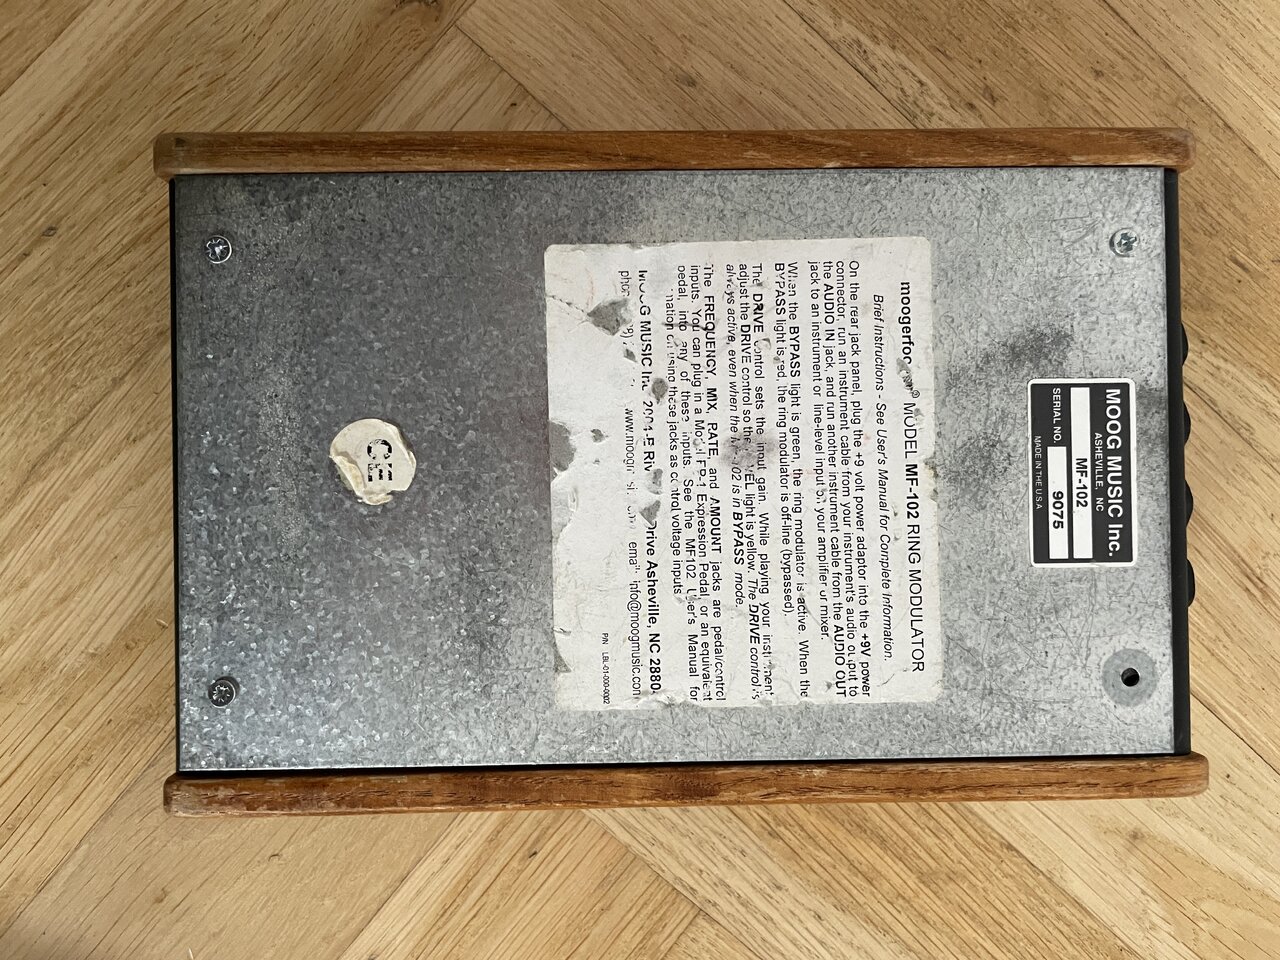 MOOG MUSIC Inc.
ASHEVILLE, NC
MF-102
SERIAL NO. 9075
MADE IN THE U S A
MODEL MF-102 RING MODULATOR
Brief Instructions - See User's Manual for Complete Information.
On the rear jack panel, plug the +9 volt power adaptor into the +9V power
connector, run an instrument cable from your instrument's audio output to
the AUDIO IN jack, and run another instrument cable from the AUDIO OUT
jack to an instrument or line-level input on your amplifier or mixer.
When the BYPASS light is green, the ring modulator is active. When the
BYPASS light is red, the ring modulator is off-line (bypassed).
The DRIVE control sets the input gain. While playing your instrument
adjust the DRIVE control so the LEVEL light is yellow. The DRIVE control is
always active, even when the MF-102 is in BYPASS mode.
The FREQUENCY, MIX, RATE, and AMOUNT jacks are pedal/control
inputs. You can plug in a Model EP-1 Expression Pedal, or an equivalent
pedal, into any of these inputs. See the MF102 User's Manual for
on using these jacks as control voltage inputs
MOOG MUSIC Inc. 2004-E Drive Asheville, NC 2880
info@moogmusic.com
P/N LBL-01-000-0002
CE